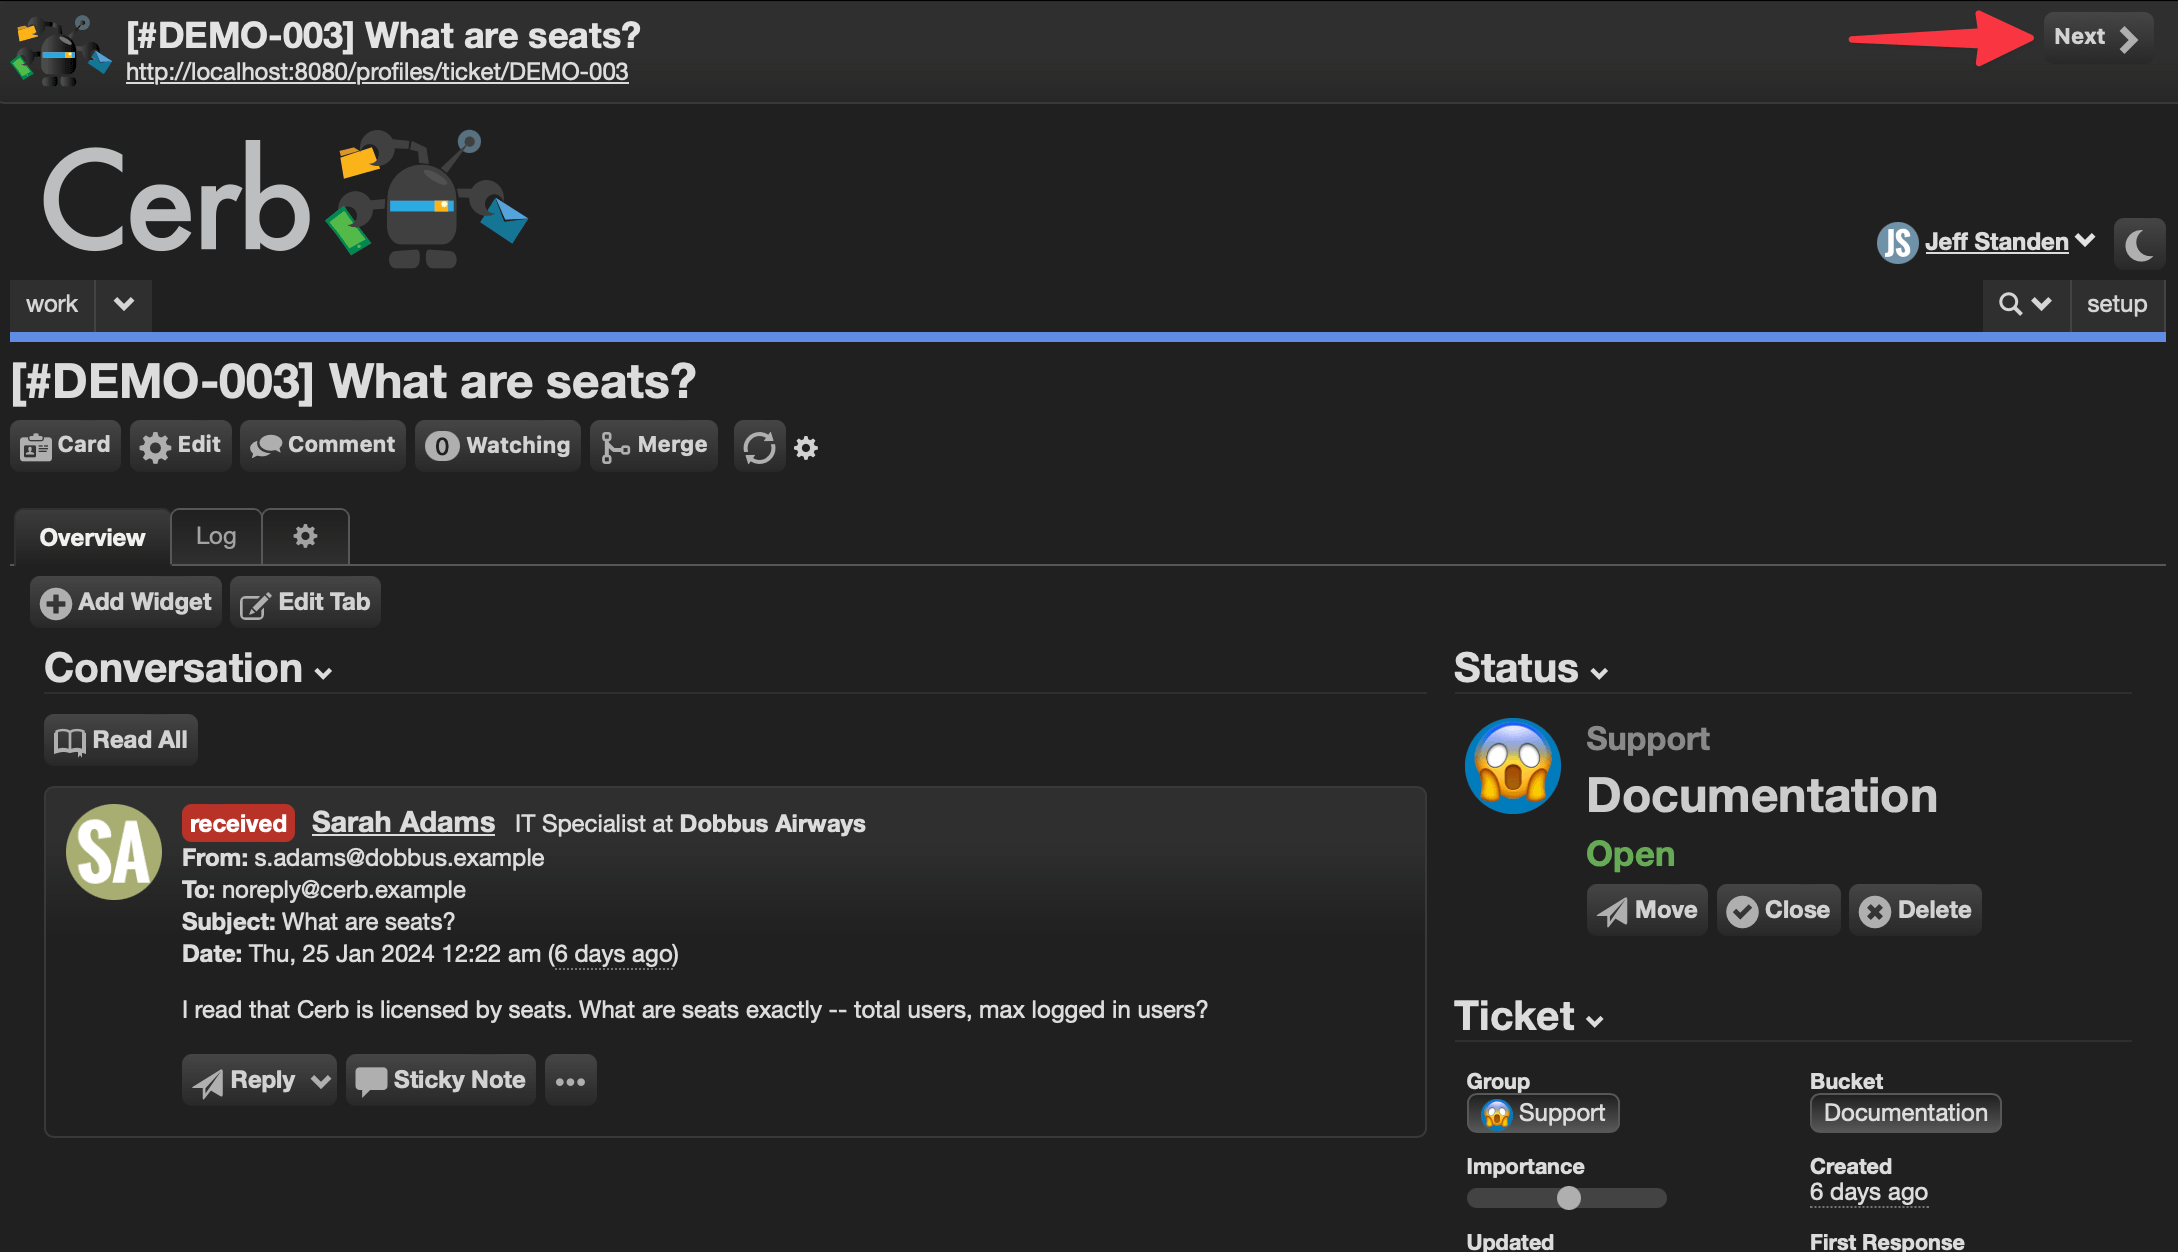 [#DEMO-003] What are seats?
http://localhost:8080/profiles/ticket/DEMO-003
Next
Cerb
JS Jeff Standen
work
setup
[#DEMO-003] What are seats?
Card Edit Comment 0 Watching Merge
Overview Log
Add Widget Edit Tab
Conversation
Read All
SA
received Sarah Adams IT Specialist at Dobbus Airways
From: s.adams@dobbus.example
To: noreply@cerb.example
Subject: What are seats?
Date: Thu, 25 Jan 2024 12:22 am (6 days ago)
I read that Cerb is licensed by seats. What are seats exactly -- total users, max logged in users?
Reply Sticky Note
Status
Support
Documentation
Open
Move Close Delete
Ticket
Group
Support
Bucket
Documentation
Importance
Created
6 days ago
Updated
First Response